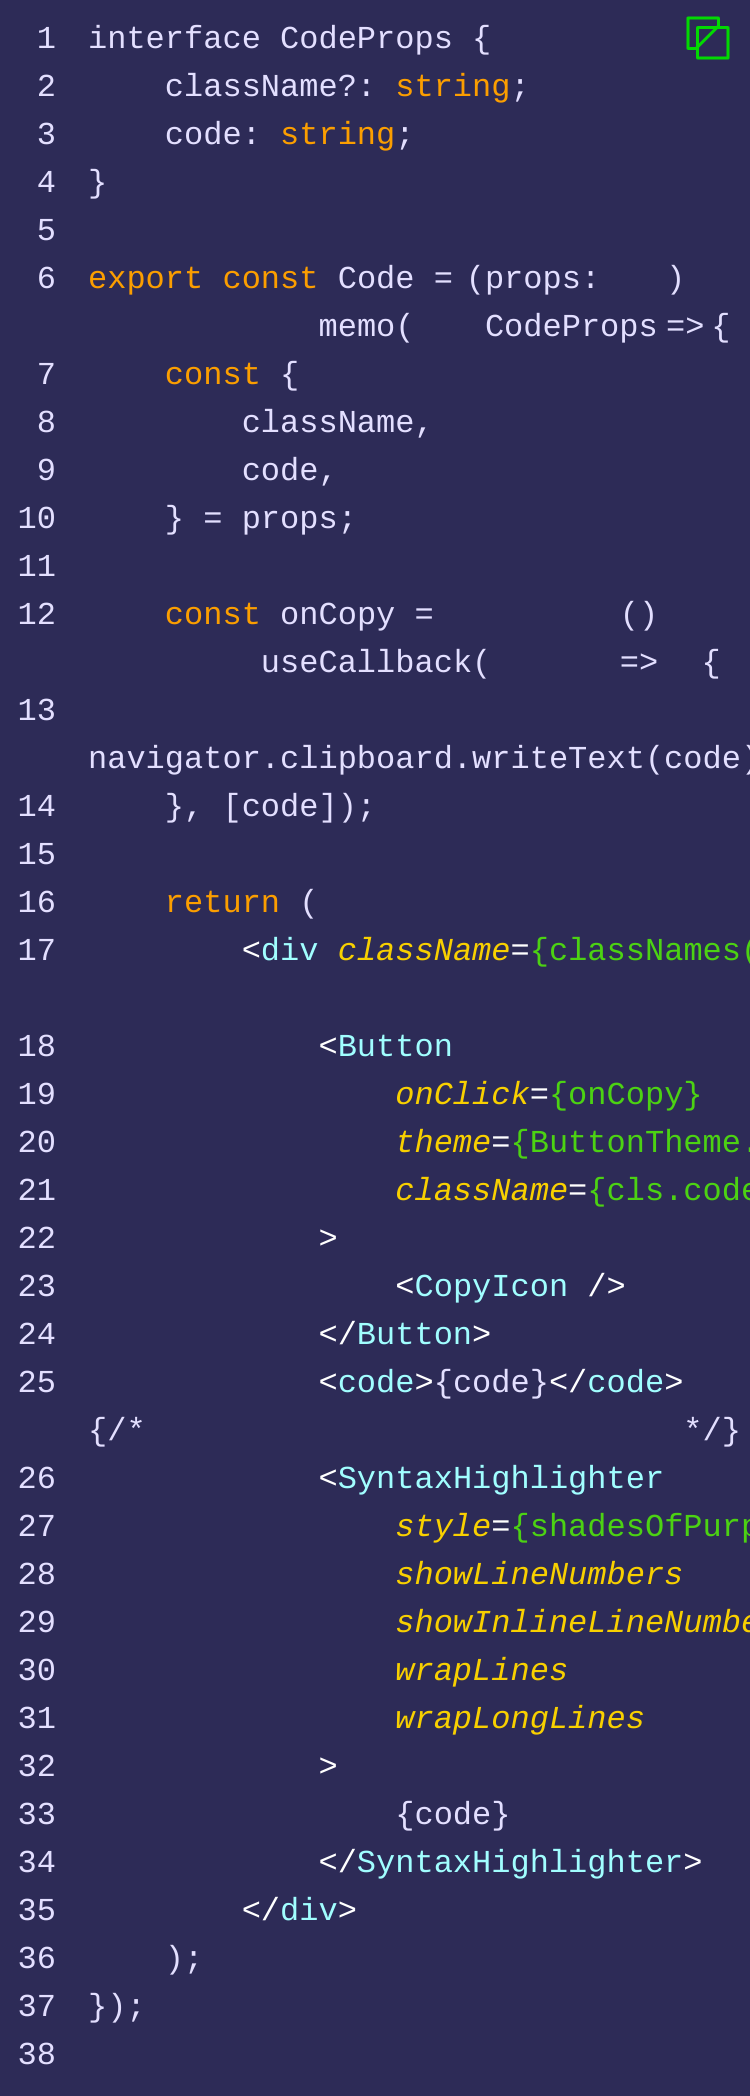 1 interface CodeProps {
2     className?: string;
3     code: string;
4 }
5
6 export const Code = (props: )
memo( CodeProps => {
7     const {
8         className,
9         code,
10     } = props;
11
12     const onCopy = ()
useCallback( => {
13
navigator.clipboard.writeText(code)
14     }, [code]);
15
16     return (
17         <div className={classNames(
18             <Button
19                 onClick={onCopy}
20                 theme={ButtonTheme.
21                 className={cls.code
22             >
23                 <CopyIcon />
24             </Button>
25             <code>{code}</code>
{/* */}
26             <SyntaxHighlighter
27                 style={shadesOfPurp
28                 showLineNumbers
29                 showInlineLineNumbe
30                 wrapLines
31                 wrapLongLines
32             >
33                 {code}
34             </SyntaxHighlighter>
35         </div>
36     );
37 });
38